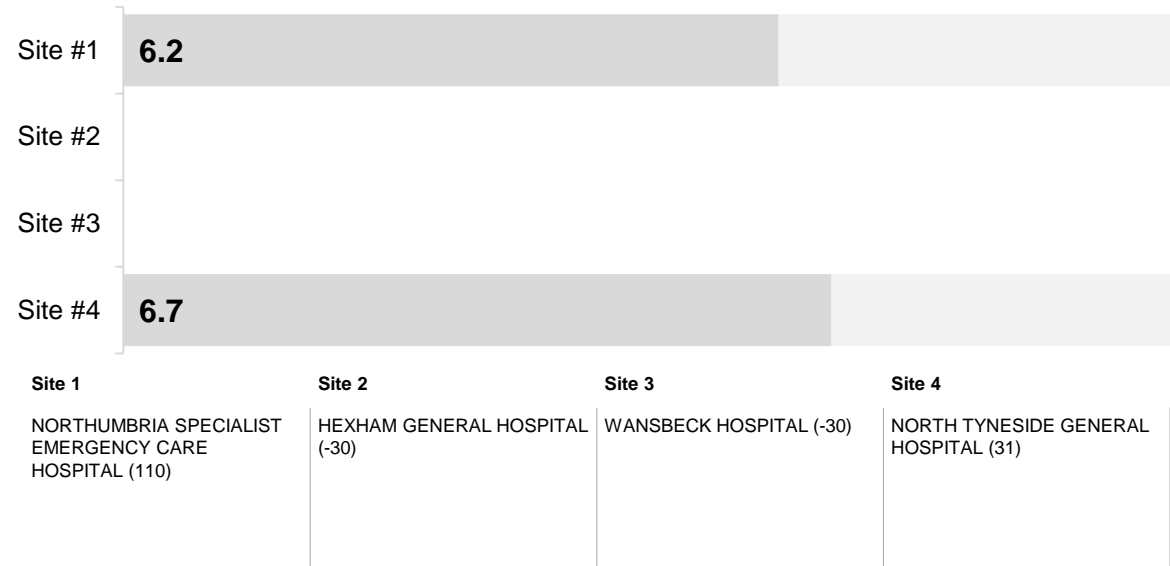 Site #1 6.2
Site #2
Site #3
Site #4 6.7
Site 1
NORTHUMBRIA SPECIALIST
EMERGENCY CARE
HOSPITAL (110)
Site 2
HEXHAM GENERAL HOSPITAL
(-30)
Site 3
WANSBECK HOSPITAL (-30)
Site 4
NORTH TYNESIDE GENERAL
HOSPITAL (31)